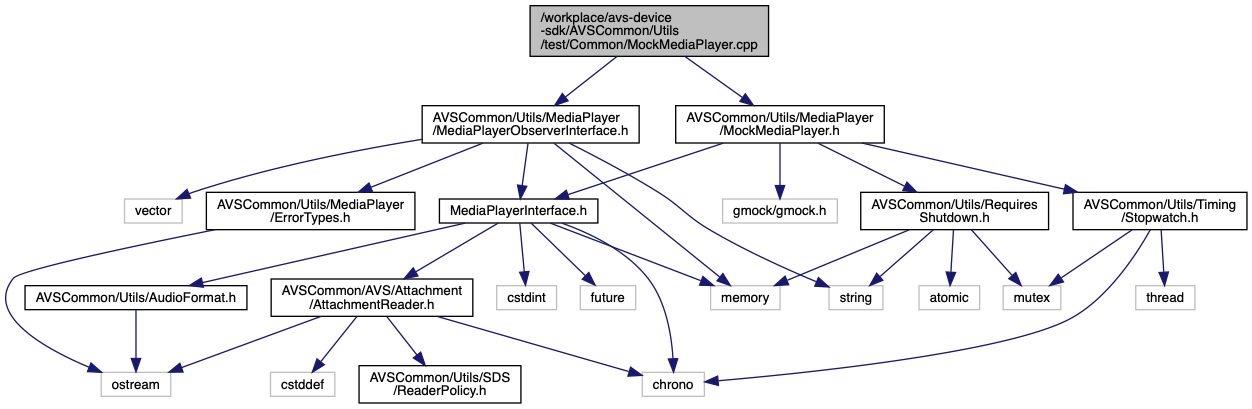 /workplace/avs-device
-sdk/AVSCommon/Utils
/test/Common/MockMediaPlayer.cpp
AVSCommon/Utils/MediaPlayer
/MediaPlayerObserverInterface.h
AVSCommon/Utils/MediaPlayer
/MockMediaPlayer.h
vector
AVSCommon/Utils/MediaPlayer
/ErrorTypes.h
MediaPlayerInterface.h
gmock/gmock.h
AVSCommon/Utils/Requires
Shutdown.h
AVSCommon/Utils/Timing
/Stopwatch.h
AVSCommon/Utils/AudioFormat.h
AVSCommon/AVS/Attachment
/AttachmentReader.h
cstdint
future
memory
string
atomic
mutex
thread
ostream
cstddef
AVSCommon/Utils/SDS
/ReaderPolicy.h
chrono